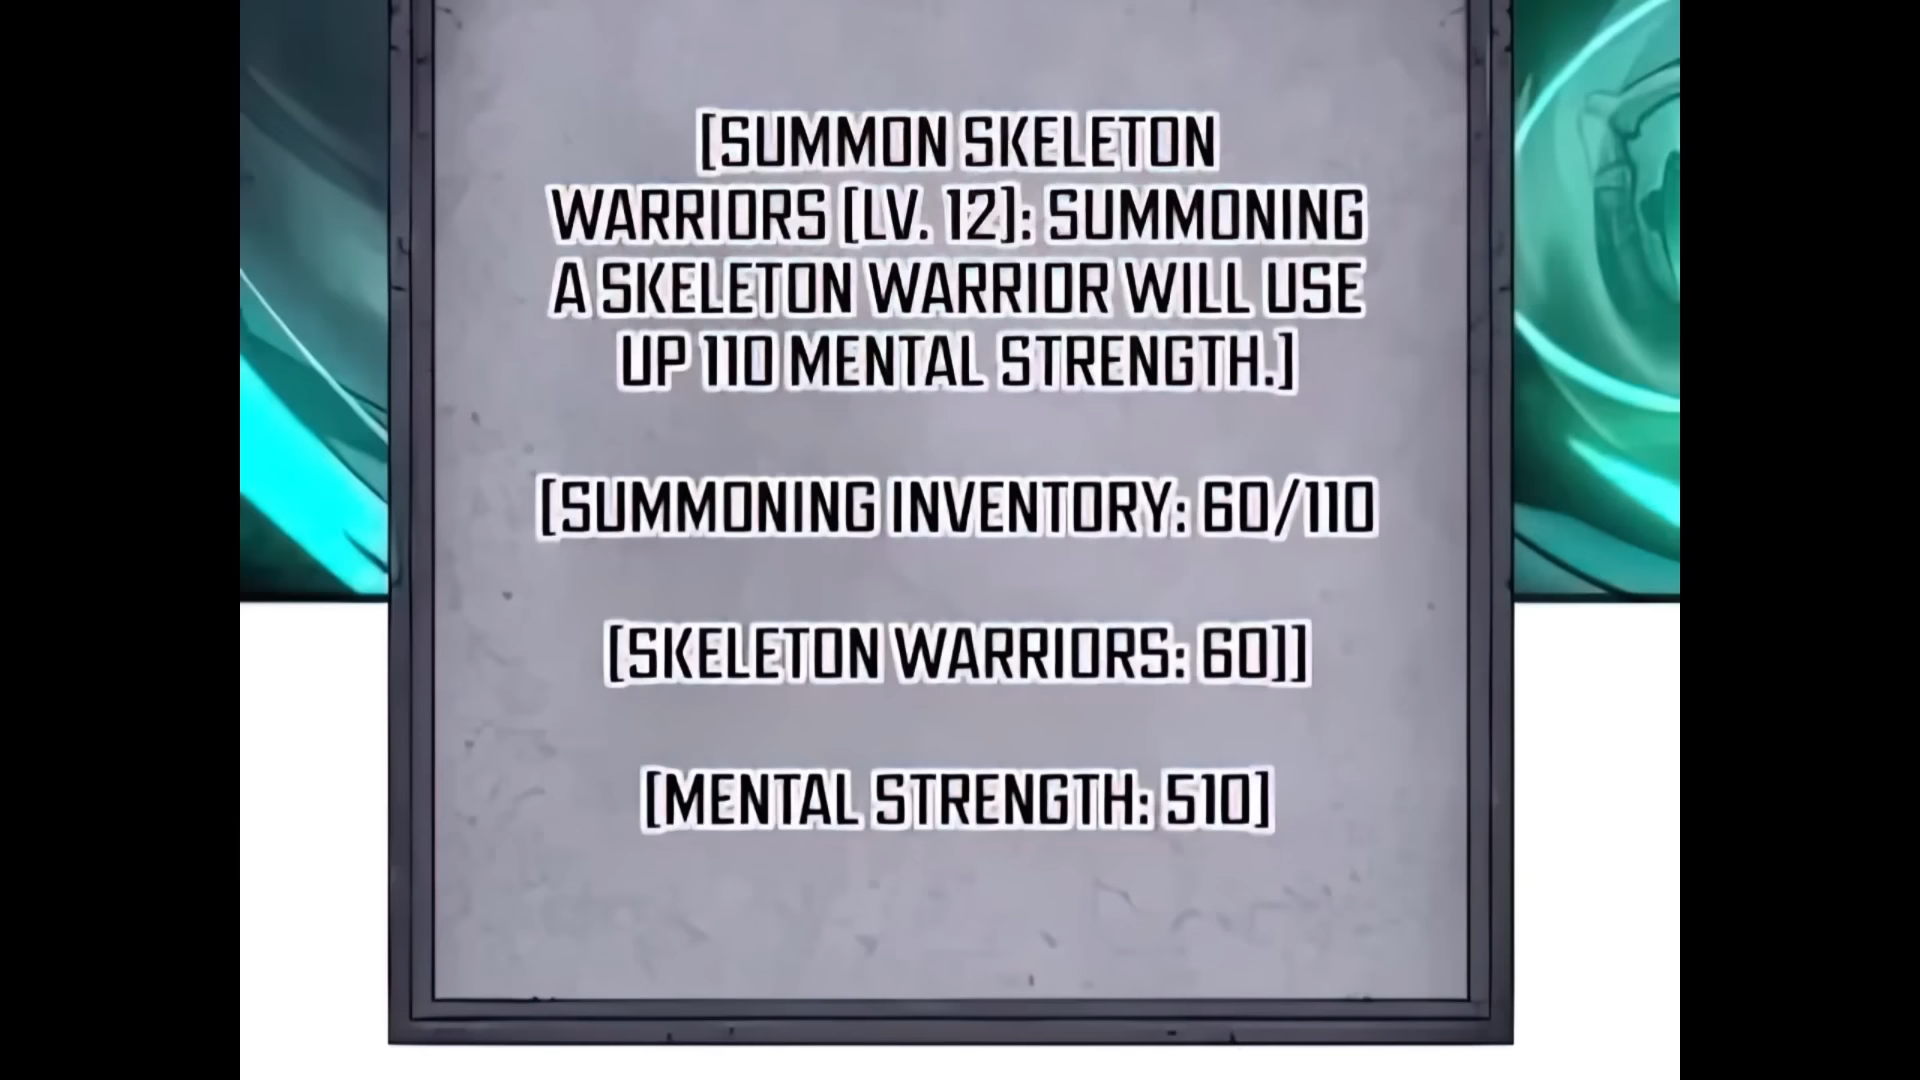 [SUMMON SKELETON
WARRIORS [LV. 12]: SUMMONING
A SKELETON WARRIOR WILL USE
UP 110 MENTAL STRENGTH.]
[SUMMONING INVENTORY: 60/110
[SKELETON WARRIORS: 60]]
[MENTAL STRENGTH: 510]